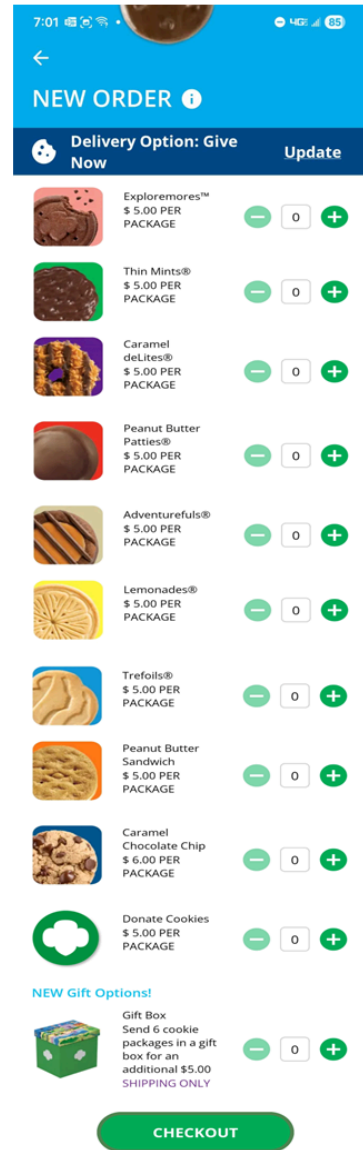 7:01
4GE 85
NEW ORDER i
Delivery Option: Give
Now
Update
Exploremores™
$ 5.00 PER
PACKAGE
0
Thin Mints®
$ 5.00 PER
PACKAGE
0
Caramel
deLites®
$ 5.00 PER
PACKAGE
0
Peanut Butter
Patties®
$ 5.00 PER
PACKAGE
0
Adventurefuls®
$ 5.00 PER
PACKAGE
0
Lemonades®
$ 5.00 PER
PACKAGE
0
Trefoils®
$ 5.00 PER
PACKAGE
0
Peanut Butter
Sandwich
$ 5.00 PER
PACKAGE
0
Caramel
Chocolate Chip
$ 6.00 PER
PACKAGE
0
Donate Cookies
$ 5.00 PER
PACKAGE
0
NEW Gift Options!
Gift Box
Send 6 cookie
packages in a gift
box for an
additional $5.00
SHIPPING ONLY
0
CHECKOUT